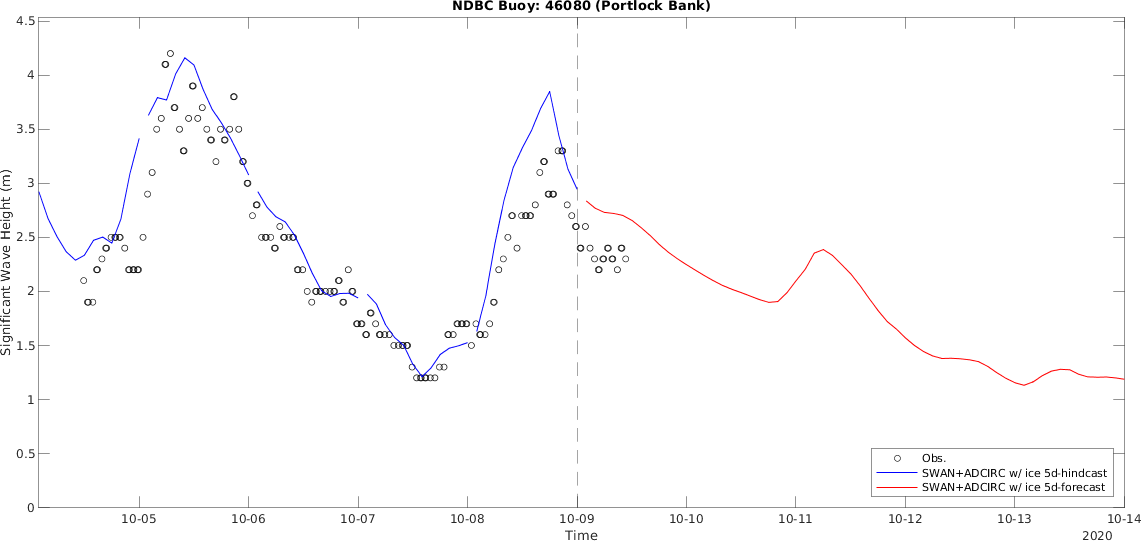 NDBC Buoy: 46080 (Portlock Bank)
4.5
4
3.5
3
2.5
2
1.5
1
0.5
0
Significant Wave Height (m)
Obs.
SWAN+ADCIRC w/ ice 5d-hindcast
SWAN+ADCIRC w/ ice 5d-forecast
10-05 10-06 10-07 10-08 10-09 10-10 10-11 10-12 10-13 10-14
Time
2020